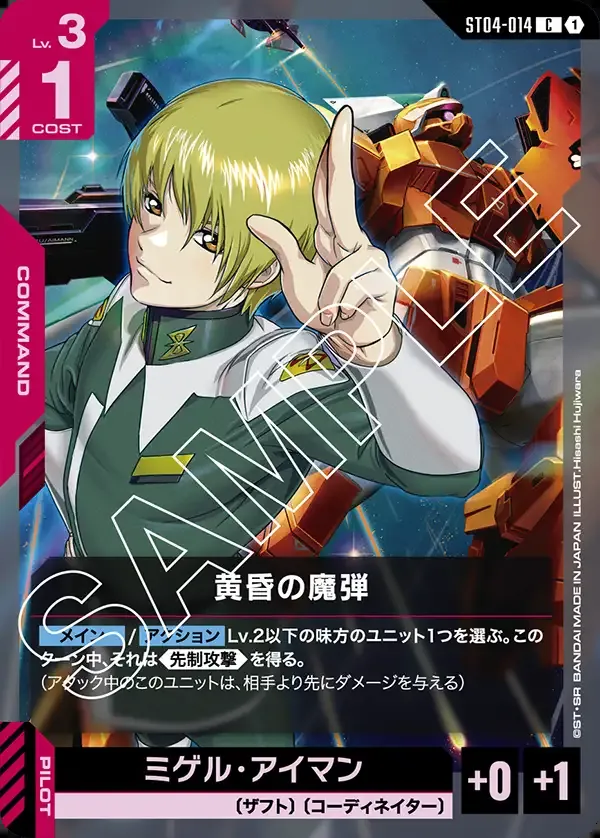 Lv. 3
1
COST
ST04-014 C 1
COMMAND
SAMPLE
黄昏の魔弾
メイン / アクション Lv.2以下の味方のユニット1つを選ぶ。この
ターン中、それは 先制攻撃 を得る。
(アタック中のこのユニットは、相手より先にダメージを与える)
©ST・SR BANDAI MADE IN JAPAN ILLUST.Hisashi Hujiwara
PILOT
ミゲル・アイマン
〔ザフト〕〔コーディネイター〕
+0 +1